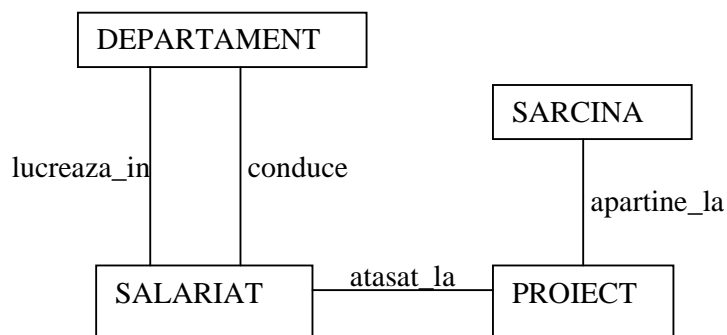 DEPARTAMENT
SARCINA
lucreaza_in
conduce
apartine_la
SALARIAT
atasat_la
PROIECT